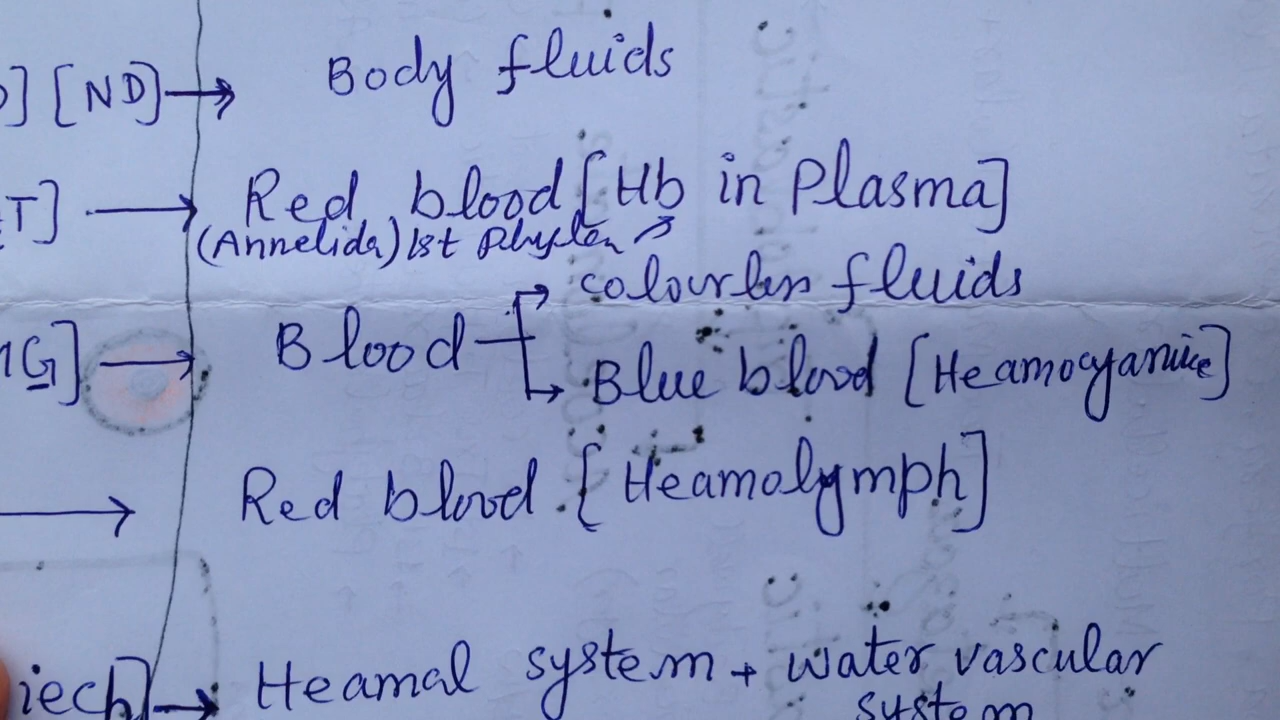 ] [ND] → Body fluids
T] → Red blood [Hb in Plasma]
(Annelida) 1st Phylum ↗
Blood → colourless fluids
G] → → Blue blood [Heamocyanine]
→ Red blood [Heamolymph]
iech] → Heamal system + water vascular
system